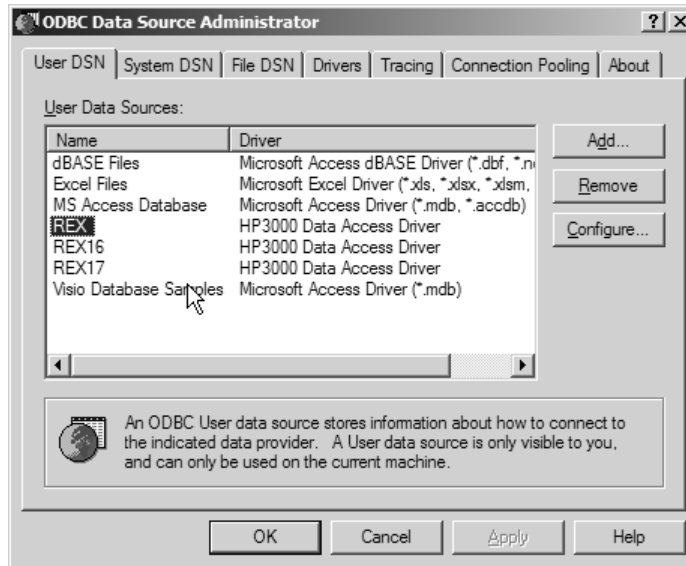 ODBC Data Source Administrator
User DSN System DSN File DSN Drivers Tracing Connection Pooling About
User Data Sources:
Name Driver
dBASE Files Microsoft Access dBASE Driver (*.dbf, *.n
Excel Files Microsoft Excel Driver (*.xls, *.xlsx, *.xlsm,
MS Access Database Microsoft Access Driver (*.mdb, *.accdb)
REX HP3000 Data Access Driver
REX16 HP3000 Data Access Driver
REX17 HP3000 Data Access Driver
Visio Database Samples Microsoft Access Driver (*.mdb)
Add...
Remove
Configure...
An ODBC User data source stores information about how to connect to
the indicated data provider. A User data source is only visible to you,
and can only be used on the current machine.
OK Cancel Apply Help